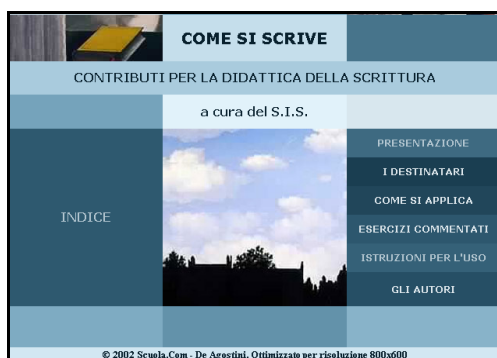 COME SI SCRIVE
CONTRIBUTI PER LA DIDATTICA DELLA SCRITTURA
a cura del S.I.S.
INDICE
PRESENTAZIONE
I DESTINATARI
COME SI APPLICA
ESERCIZI COMMENTATI
ISTRUZIONI PER L'USO
GLI AUTORI
© 2002 Scuola.Com - De Agostini. Ottimizzato per risoluzione 800x600